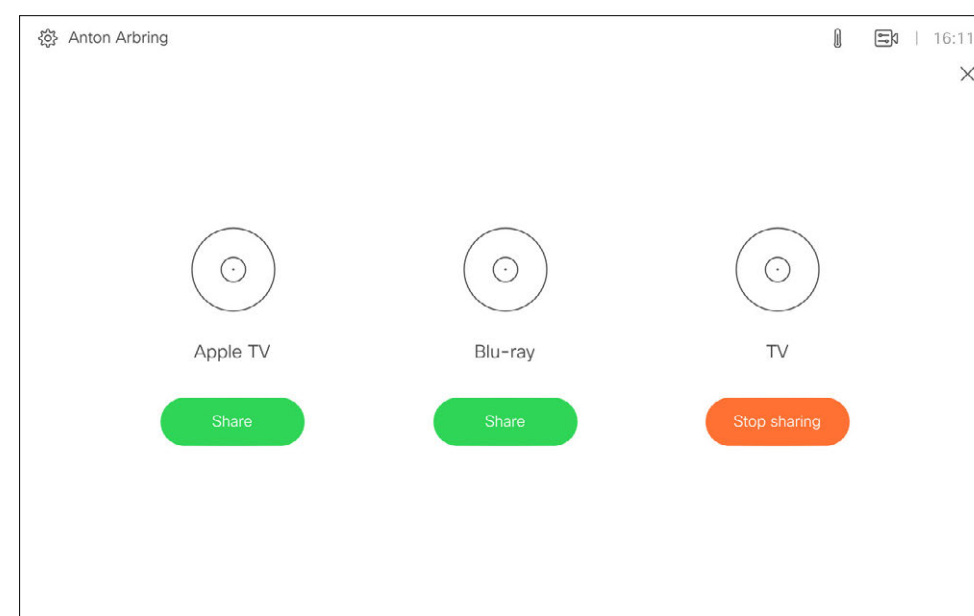 Anton Arbring
| 16:11
Apple TV
Blu-ray
TV
Share
Share
Stop sharing